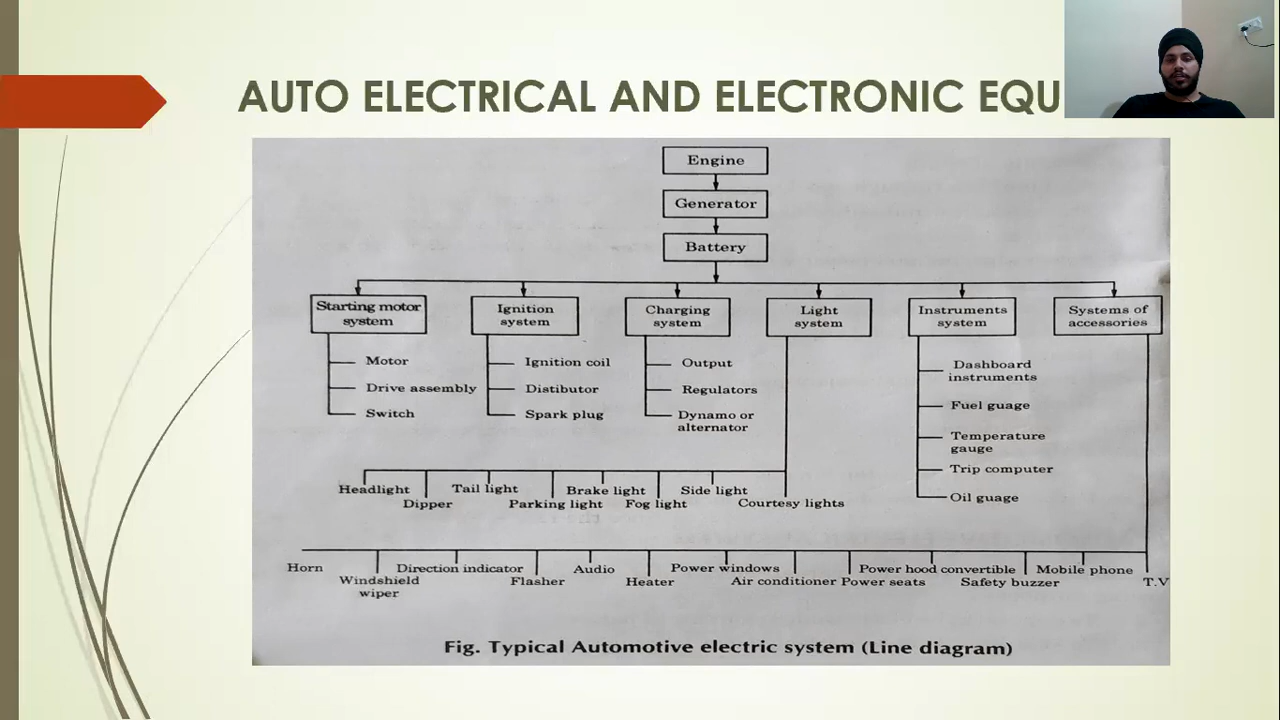 AUTO ELECTRICAL AND ELECTRONIC EQU
Engine
Generator
Battery
Starting motor
system
Ignition
system
Charging
system
Light
system
Instruments
system
Systems of
accessories
Motor
Drive assembly
Switch
Ignition coil
Distibutor
Spark plug
Output
Regulators
Dynamo or
alternator
Dashboard
instruments
Fuel guage
Temperature
gauge
Trip computer
Oil guage
Headlight
Dipper
Tail light
Parking light
Brake light
Fog light
Side light
Courtesy lights
Horn
Windshield
wiper
Direction indicator
Flasher
Audio
Heater
Power windows
Air conditioner
Power seats
Power hood convertible
Safety buzzer
Mobile phone
T.V
Fig. Typical Automotive electric system (Line diagram)